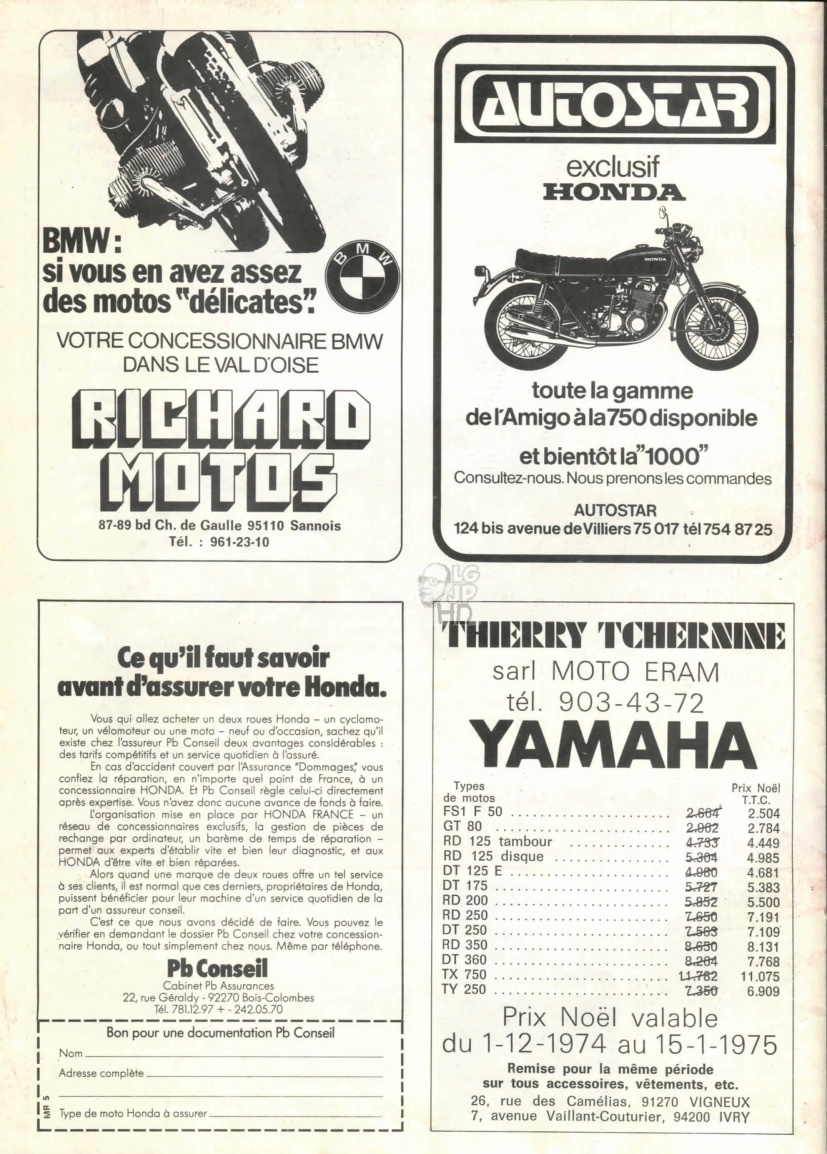 BMW :
si vous en avez assez
des motos "délicates".
BMW
VOTRE CONCESSIONNAIRE BMW
DANS LE VAL D'OISE
RICHARD
MOTOS
87-89 bd Ch. de Gaulle 95110 Sannois
Tél. : 961-23-10
AUTOSTAR
exclusif
HONDA
HONDA
toute la gamme
de l'Amigo à la 750 disponible
et bientôt la "1000"
Consultez-nous. Nous prenons les commandes
AUTOSTAR
124 bis avenue de Villiers 75 017 tél 754 87 25
LG
JP
HD
Ce qu'il faut savoir
avant d'assurer votre Honda.
Vous qui allez acheter un deux roues Honda – un cyclomo-
teur, un vélomoteur ou une moto – neuf ou d'occasion, sachez qu'il
existe chez l'assureur Pb Conseil deux avantages considérables :
des tarifs compétitifs et un service quotidien à l'assuré.
En cas d'accident couvert par l'Assurance "Dommages", vous
confiez la réparation, en n'importe quel point de France, à un
concessionnaire HONDA. Et Pb Conseil règle celui-ci directement
après expertise. Vous n'avez donc aucune avance de fonds à faire.
L'organisation mise en place par HONDA FRANCE – un
réseau de concessionnaires exclusifs, la gestion de pièces de
rechange par ordinateur, un barème de temps de réparation –
permet aux experts d'établir vite et bien leur diagnostic, et aux
HONDA d'être vite et bien réparées.
Alors quand une marque de deux roues offre un tel service
à ses clients, il est normal que ces derniers, propriétaires de Honda,
puissent bénéficier pour leur machine d'un service quotidien de la
part d'un assureur conseil.
C'est ce que nous avons décidé de faire. Vous pouvez le
vérifier en demandant le dossier Pb Conseil chez votre concession-
naire Honda, ou tout simplement chez nous. Même par téléphone.
Pb Conseil
Cabinet Pb Assurances
22, rue Géraldy - 92270 Bois-Colombes
Tél. 781.12.97 + - 242.05.70
Bon pour une documentation Pb Conseil
Nom
Adresse complète
Type de moto Honda à assurer
MR 5
THIERRY TCHERNINE
sarl MOTO ERAM
tél. 903-43-72
YAMAHA
Types de motos Prix Noël T.T.C.
FS1 F 50 2.664 2.504
GT 80 2.962 2.784
RD 125 tambour 4.733 4.449
RD 125 disque 5.304 4.985
DT 125 E 4.980 4.681
DT 175 5.727 5.383
RD 200 5.852 5.500
RD 250 7.650 7.191
DT 250 7.563 7.109
RD 350 8.650 8.131
DT 360 8.264 7.768
TX 750 11.782 11.075
TY 250 7.350 6.909
Prix Noël valable
du 1-12-1974 au 15-1-1975
Remise pour la même période
sur tous accessoires, vêtements, etc.
26, rue des Camélias, 91270 VIGNEUX
7, avenue Vaillant-Couturier, 94200 IVRY